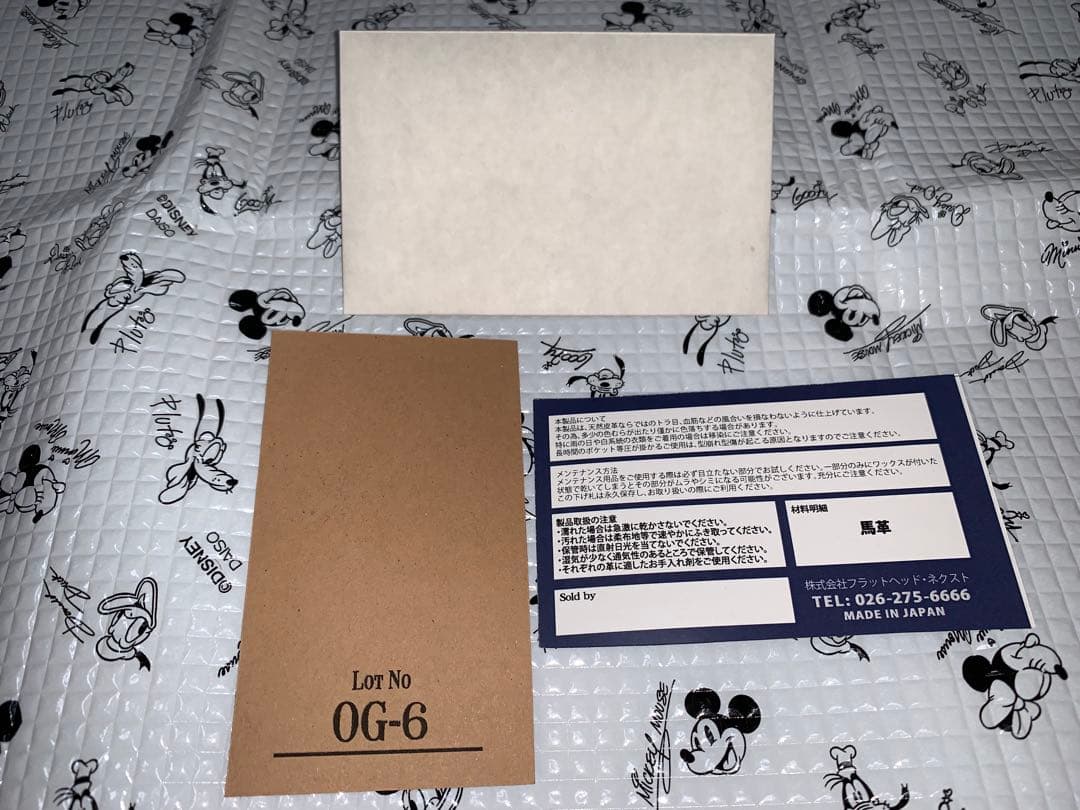 LOT NO
OG-6
本製品について
本製品は、天然皮革ならではのトラ目、血筋などの風合いを損なわないように仕上げています。
その為、多少の色むらが出たり僅かに色落ちする場合があります。
特に雨の日や白系統の衣類をご着用の場合は移染にご注意ください。
長時間のポケット等圧が掛かるご使用は、型崩れ型傷が起こる原因となりますのでご注意ください。
メンテナンス方法
メンテナンス用品をご使用する際は必ず目立たない部分でお試しください。一部分のみにワックスが付いた
状態で乾いてしまうとその部分がムラやシミになる可能性がございます。充分にご注意ください。
この下げ札は永久保存し、お取り扱いの際にご利用ください。
製品取扱の注意
・濡れた場合は急激に乾かさないでください。
・汚れた場合は柔布地等で速やかにふき取ってください。
・保管時は直射日光を当てないでください。
・湿気が少なく通気性のあるところで保管してください。
・それぞれの革に適したお手入れ剤をご使用ください。
材料明細
馬革
Sold by
株式会社フラットヘッド・ネクスト
TEL: 026-275-6666
MADE IN JAPAN
©DISNEY
DAISO
©DISNEY
DAISO
Pluto
Pluto
Pluto
Pluto
Mickey Mouse
Mickey Mouse